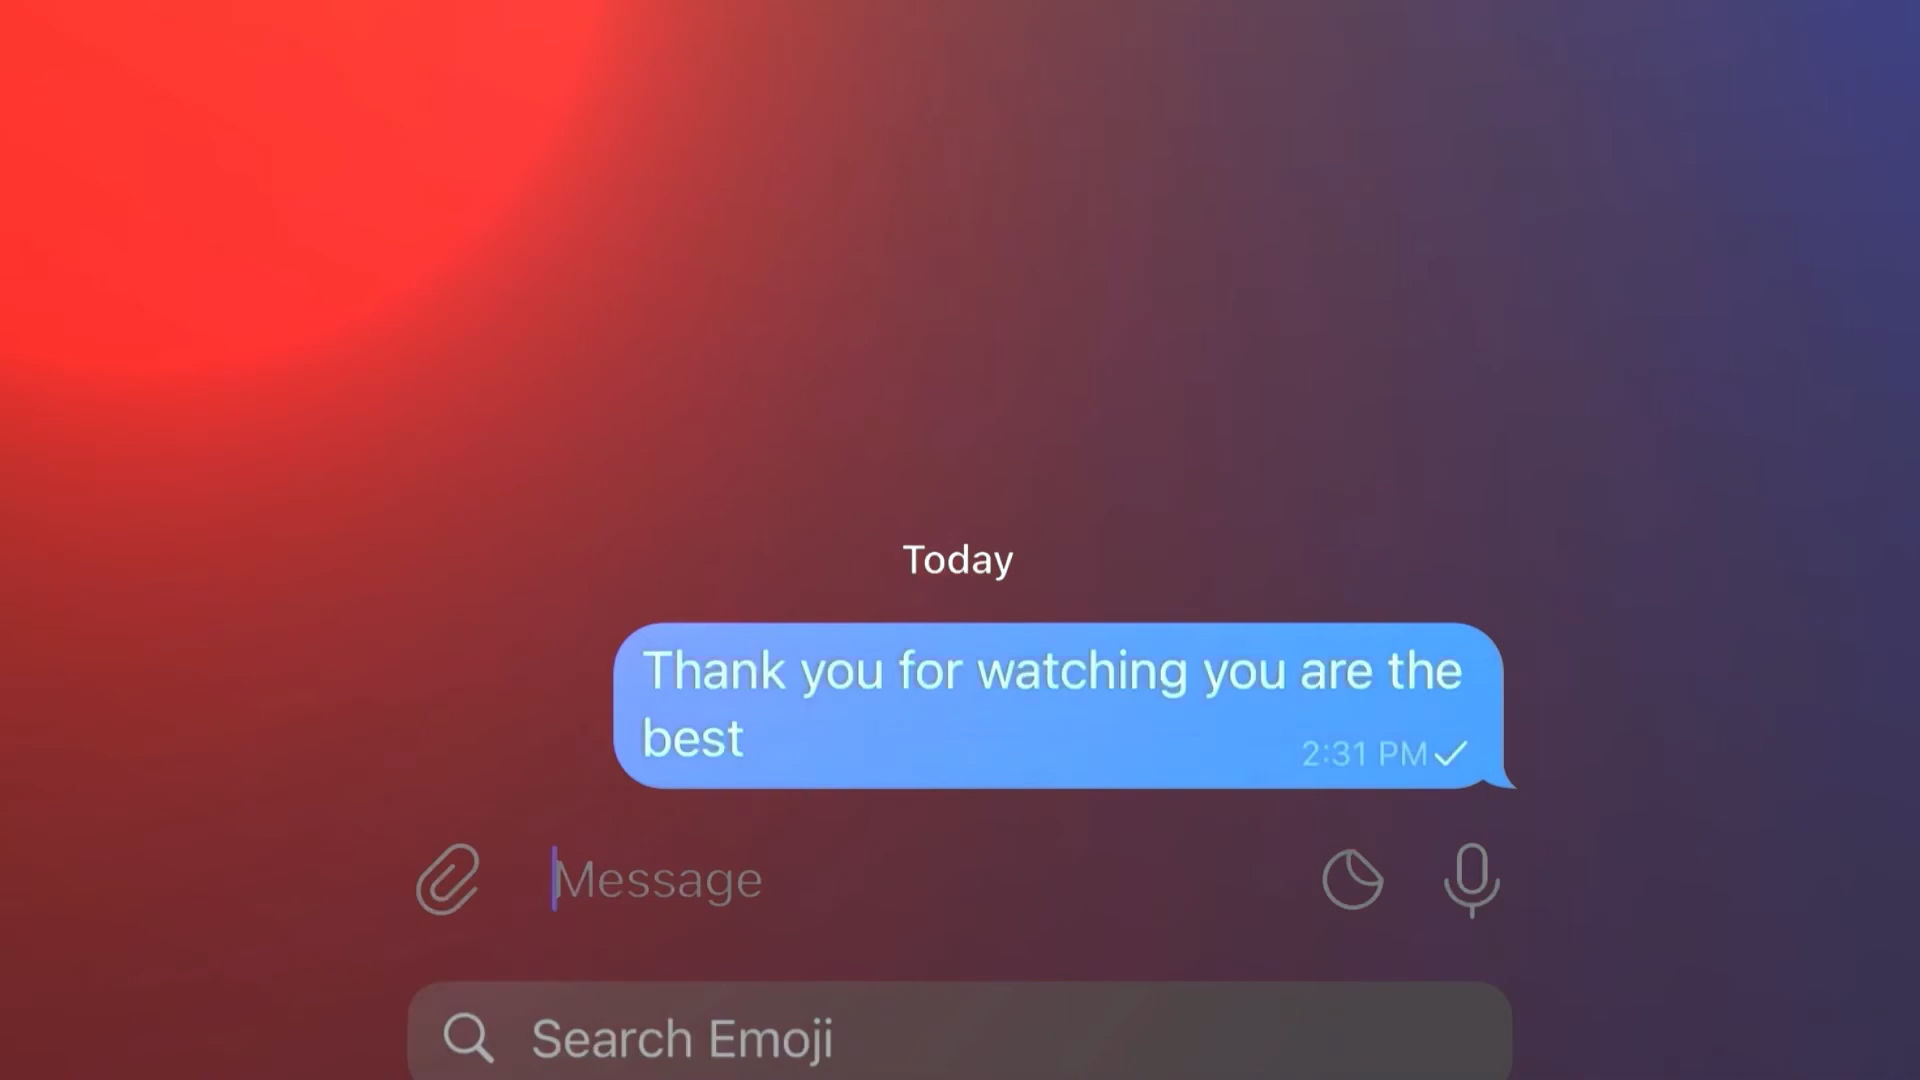 Today
Thank you for watching you are the
best
2:31 PM
Message
Search Emoji